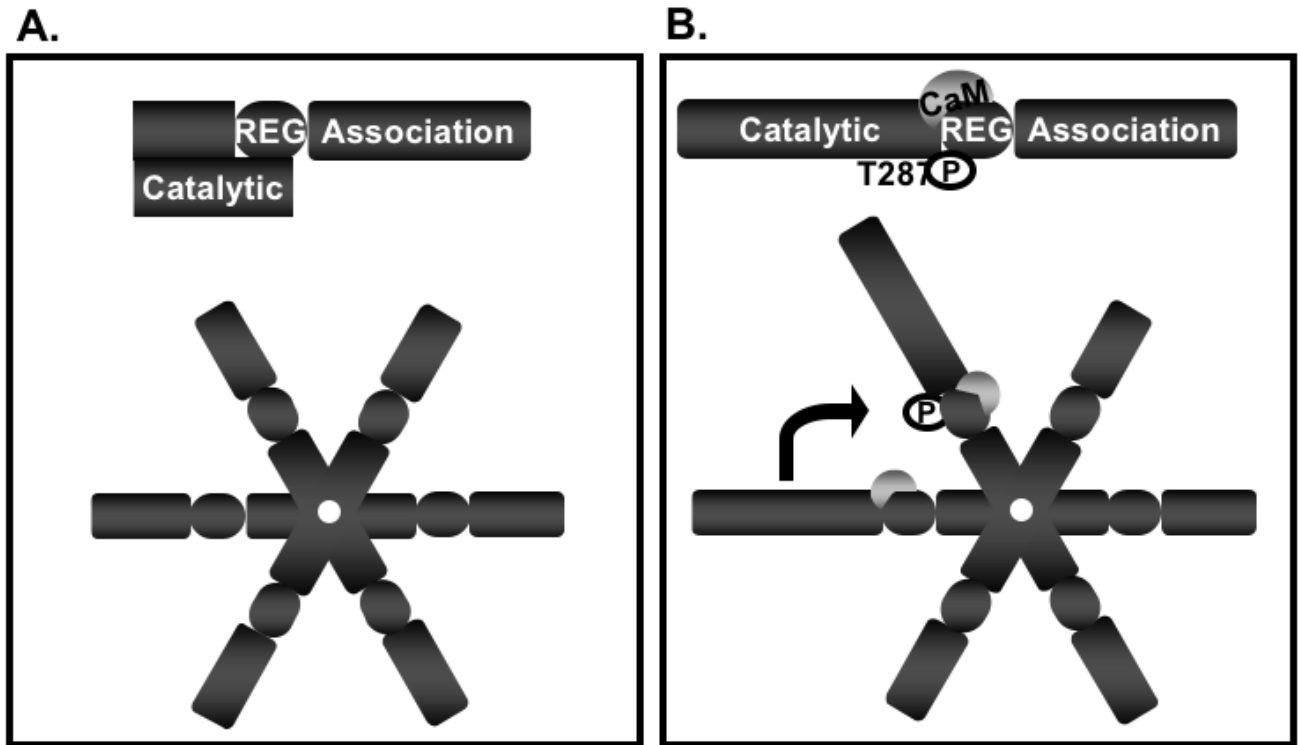 A.
REG Association
Catalytic
B.
CaM
Catalytic REG Association
T287 P
P